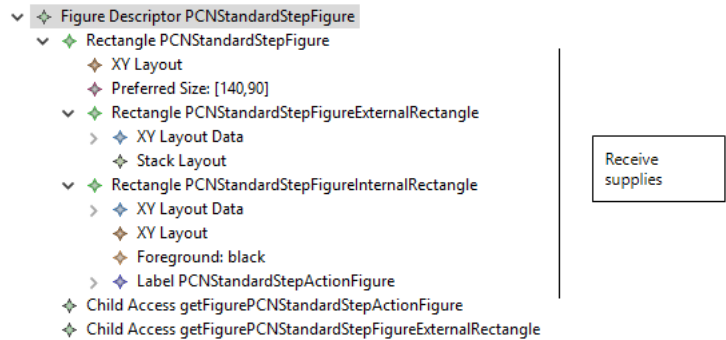 Figure Descriptor PCNStandardStepFigure
Rectangle PCNStandardStepFigure
XY Layout
Preferred Size: [140,90]
Rectangle PCNStandardStepFigureExternalRectangle
XY Layout Data
Stack Layout
Rectangle PCNStandardStepFigureInternalRectangle
XY Layout Data
XY Layout
Foreground: black
Label PCNStandardStepActionFigure
Child Access getFigurePCNStandardStepActionFigure
Child Access getFigurePCNStandardStepFigureExternalRectangle
Receive
supplies